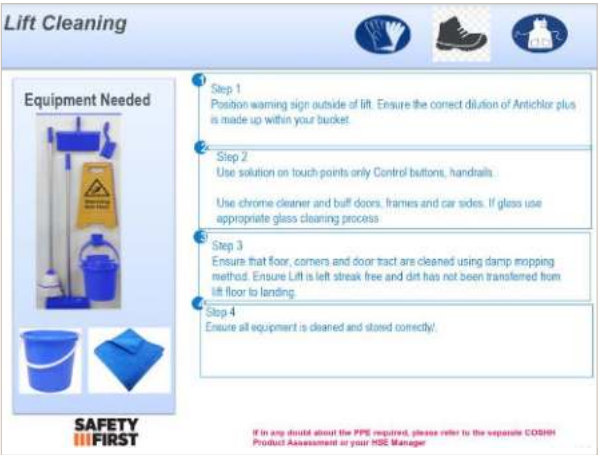 Lift Cleaning
Equipment Needed
1
Step 1
Position warning sign outside of lift. Ensure the correct dilution of Antichlor plus
is made up within your bucket.
2
Step 2
Use solution on touch points only Control buttons, handrails.
Use chrome cleaner and buff doors, frames and car sides. If glass use
appropriate glass cleaning process
3
Step 3
Ensure that floor, corners and door tract are cleaned using damp mopping
method. Ensure Lift is left streak free and dirt has not been transferred from
lift floor to landing.
4
Step 4
Ensure all equipment is cleaned and stored correctly/.
SAFETY
FIRST
If in any doubt about the PPE required, please refer to the separate COSHH
Product Assessment or your HSE Manager